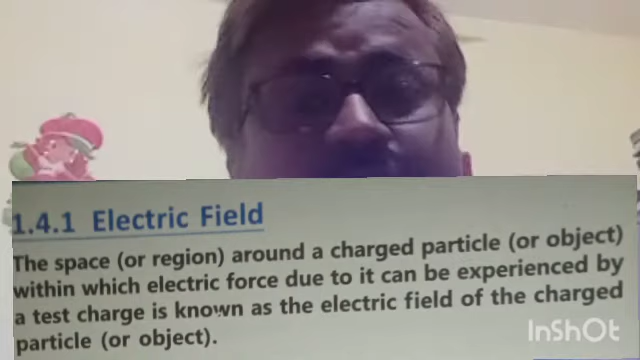 1.4.1 Electric Field
The space (or region) around a charged particle (or object)
within which electric force due to it can be experienced by
a test charge is known as the electric field of the charged
particle (or object).
InShOt